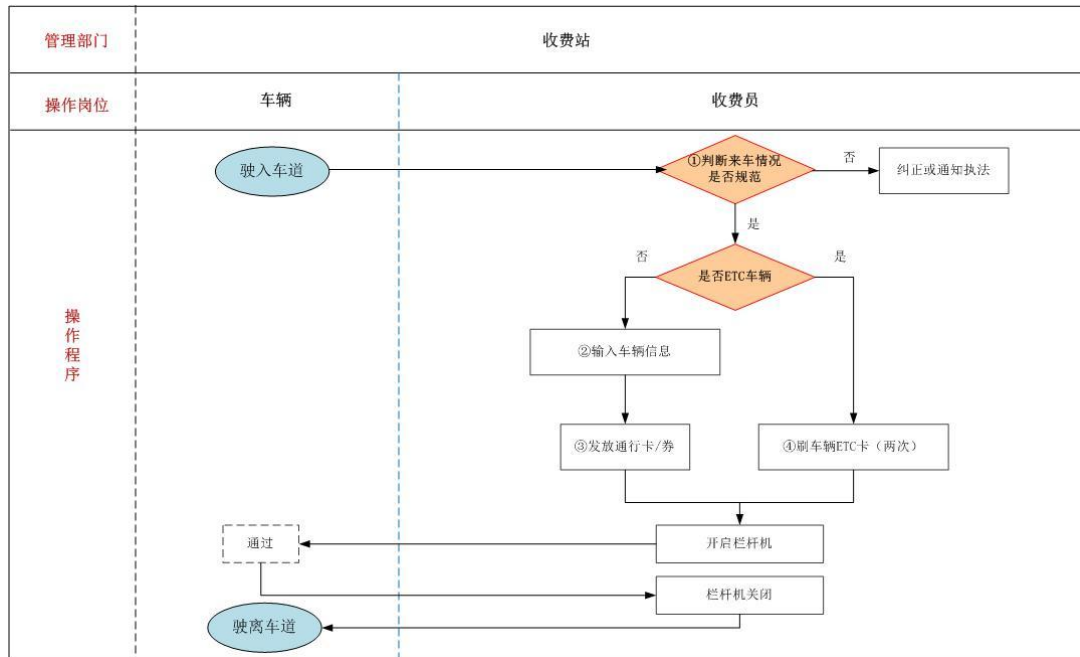 管理部门
收费站
操作岗位
车辆
收费员
操
作
程
序
驶入车道
①判断来车情况
是否规范
否
纠正或通知执法
是
是否ETC车辆
否
是
②输入车辆信息
③发放通行卡/券
④刷车辆ETC卡（两次）
通过
开启栏杆机
栏杆机关闭
驶离车道